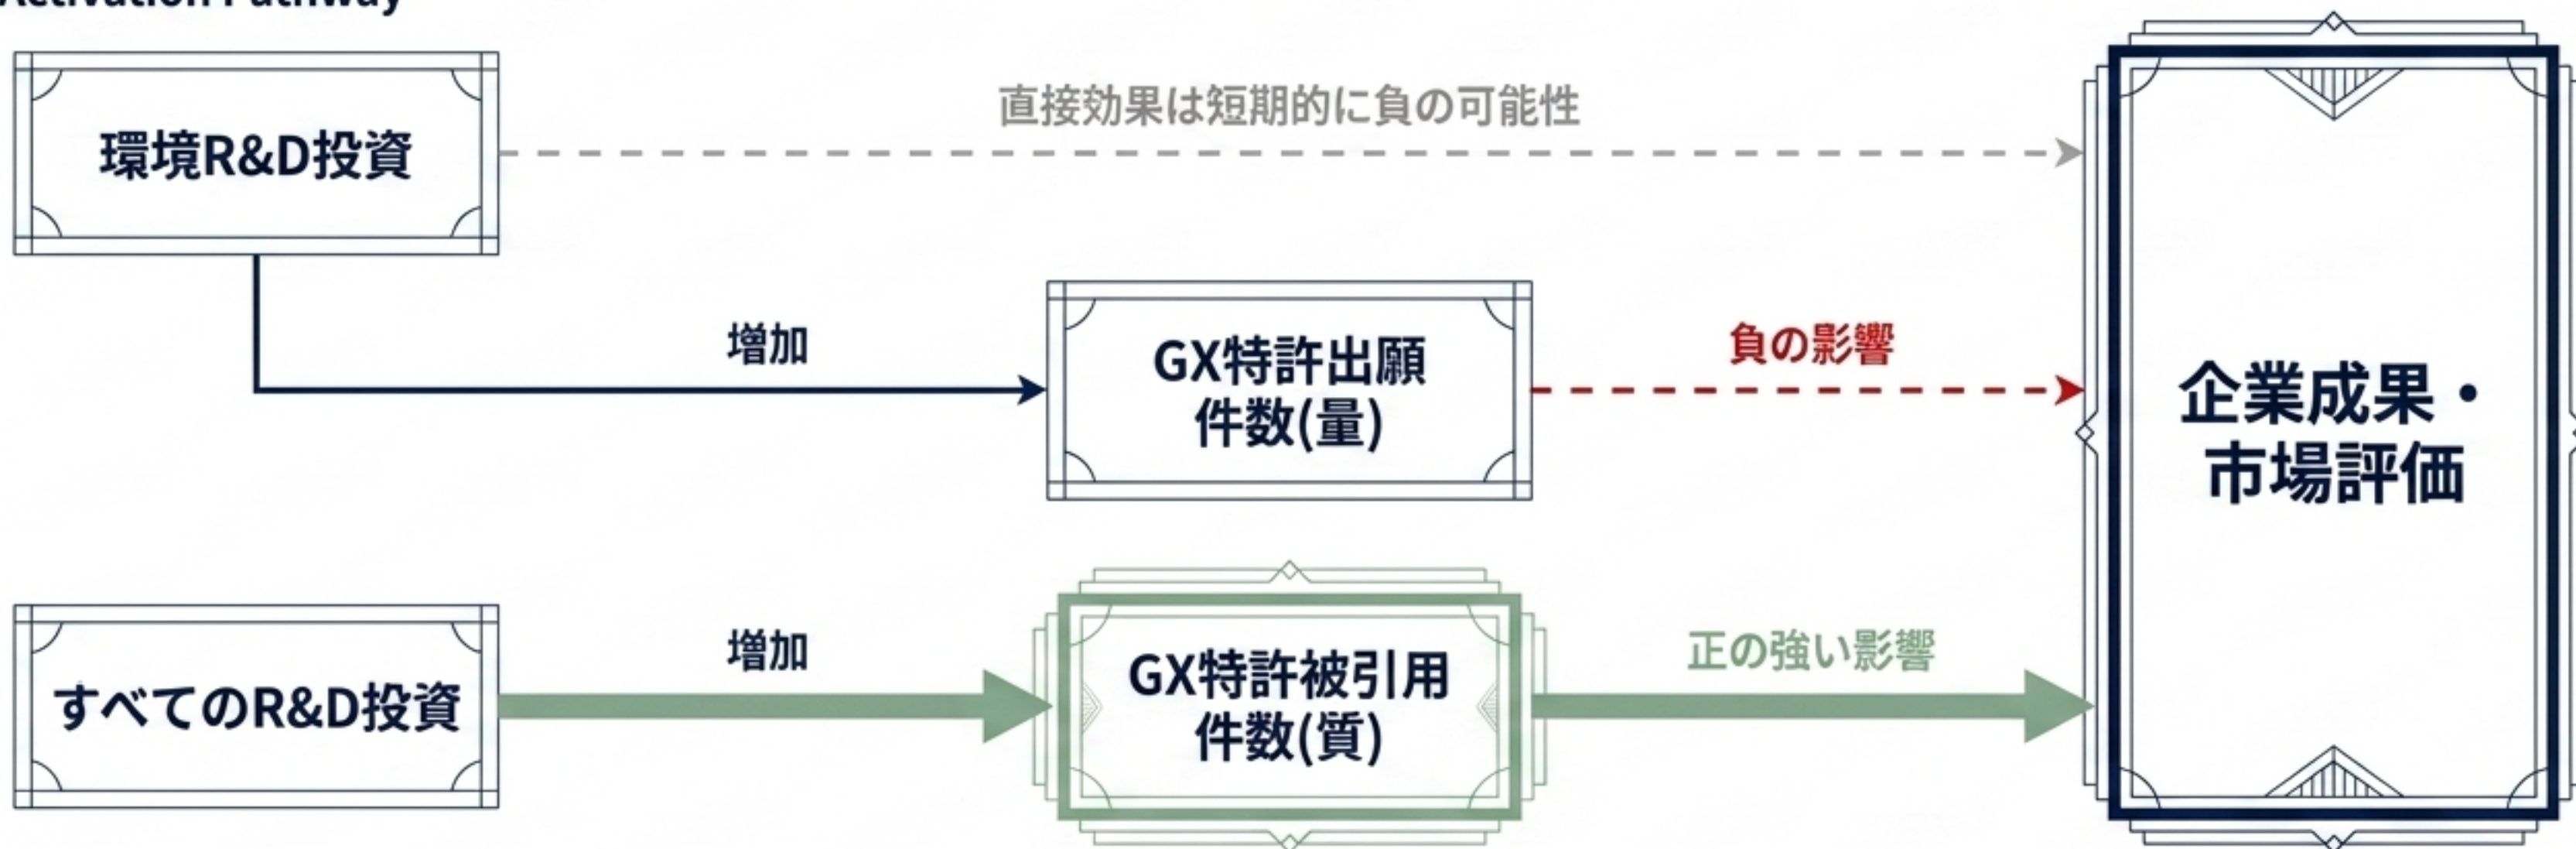 Activation Pathway
直接効果は短期的に負の可能性
環境R&D投資
増加
GX特許出願
件数(量)
負の影響
企業成果・
市場評価
すべてのR&D投資
増加
GX特許被引用
件数(質)
正の強い影響